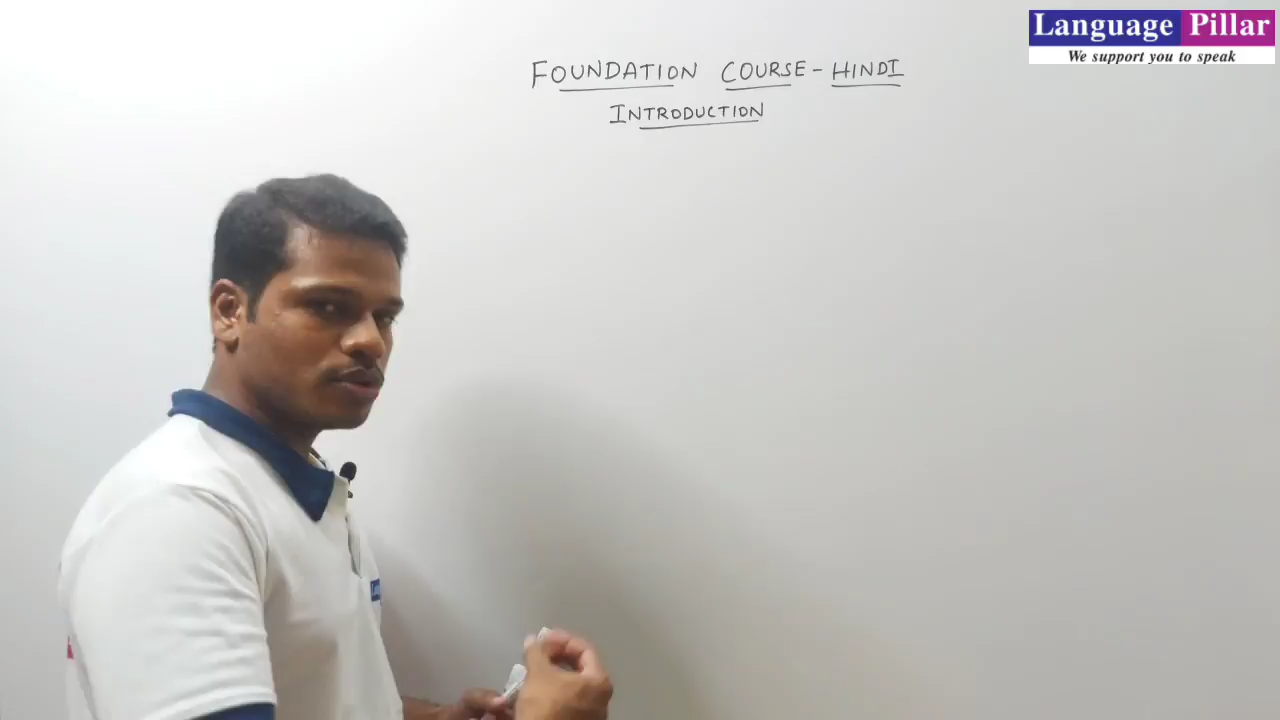 Language Pillar
We support you to speak
FOUNDATION COURSE - HINDI
INTRODUCTION